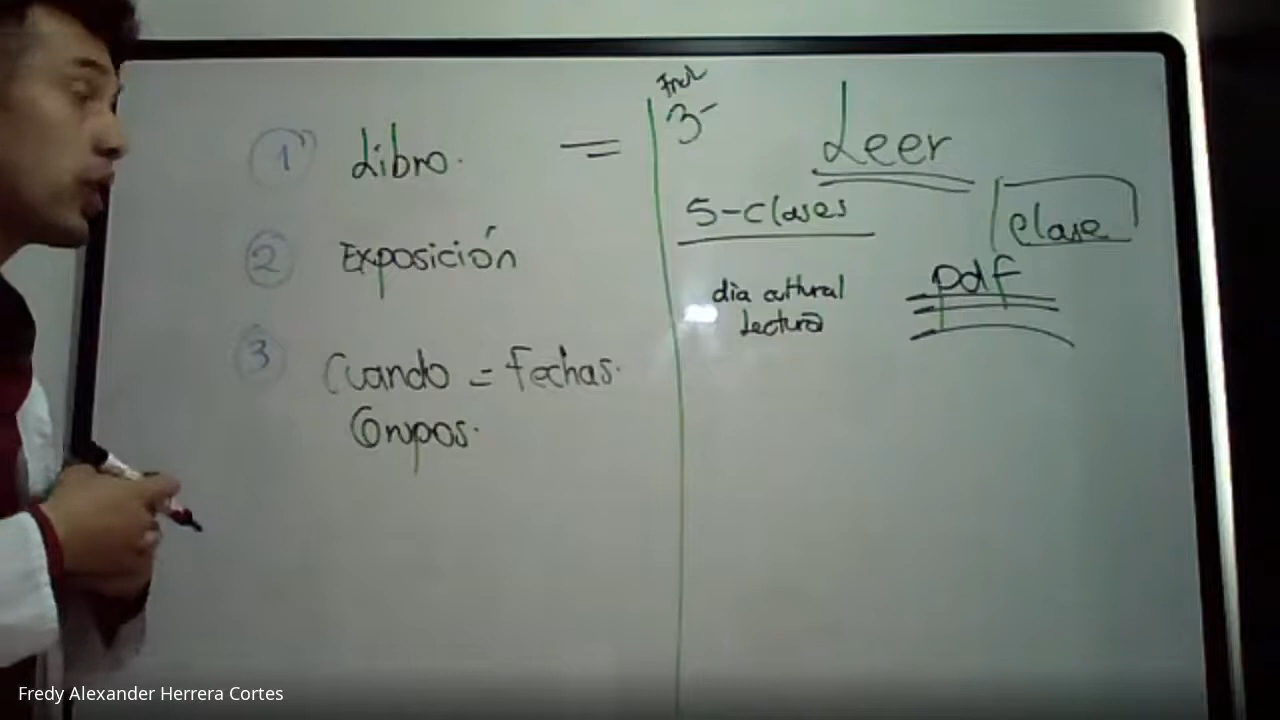 1) Libro. =
2 Exposición
3 Cuando = Fechas.
Grupos.
3-
Leer
5-clases
clase
pdf
dia cultural
Lectura
Fredy Alexander Herrera Cortes